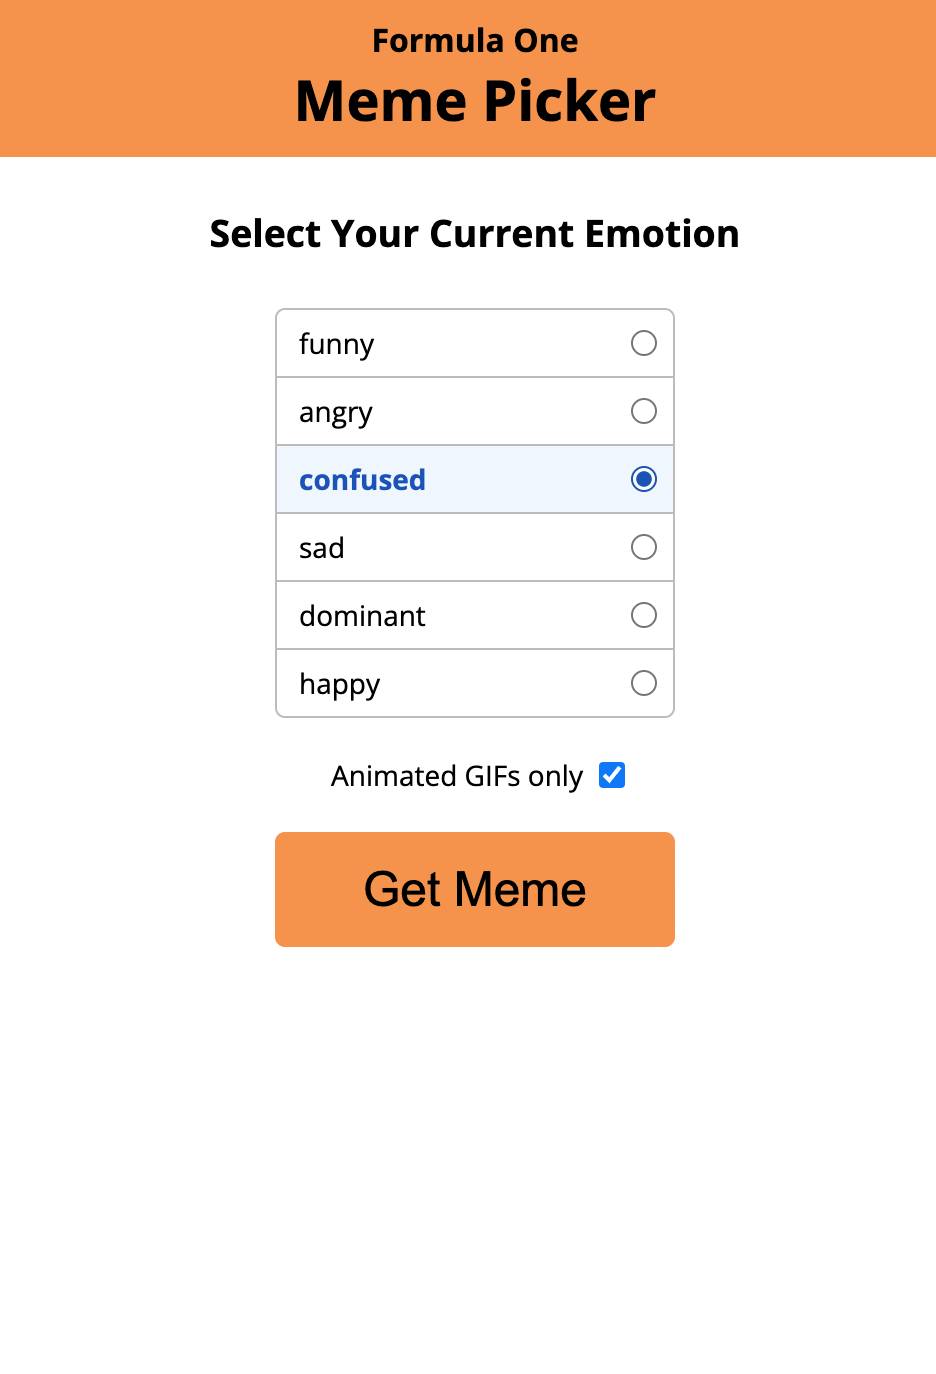 Formula One
Meme Picker
Select Your Current Emotion
funny
angry
confused
sad
dominant
happy
Animated GIFs only
Get Meme